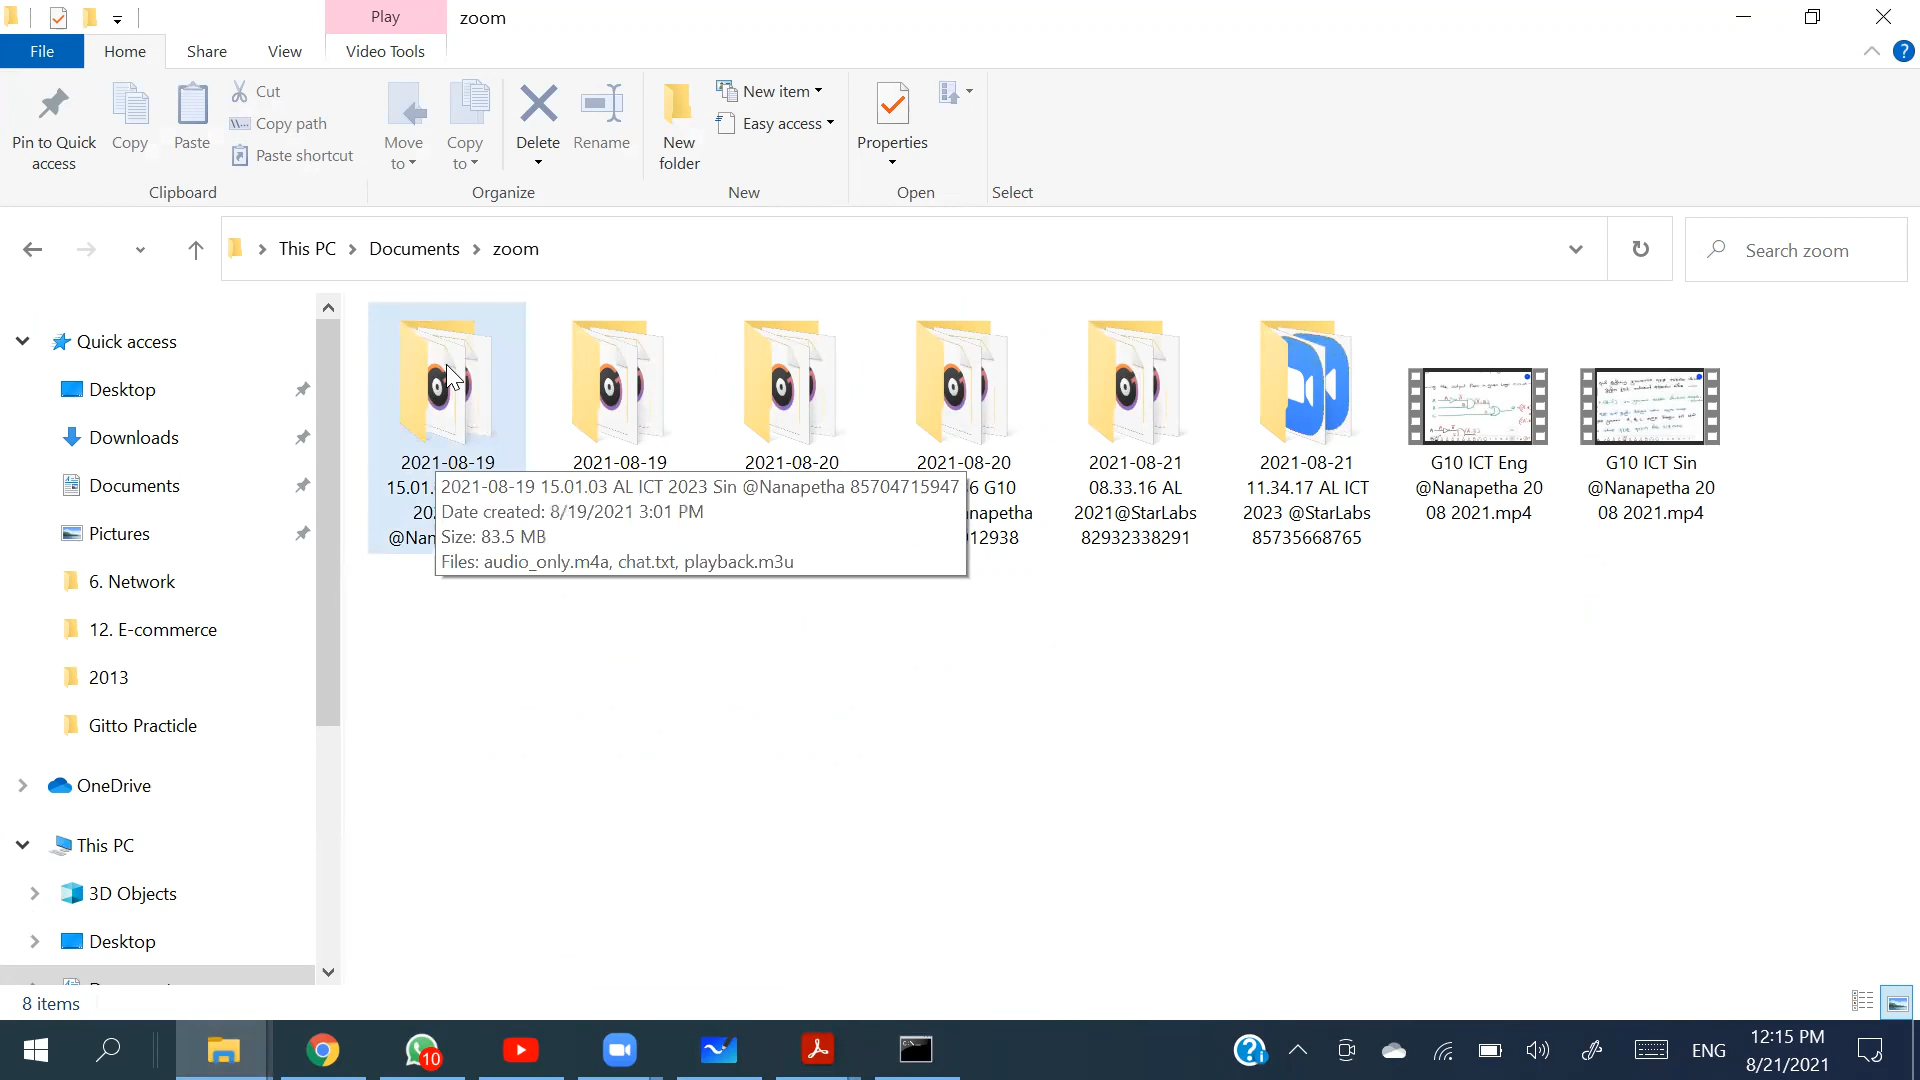 Play
zoom
File
Home
Share
View
Video Tools
Pin to Quick access
Copy
Paste
Cut
Copy path
Paste shortcut
Clipboard
Move to
Copy to
Delete
Rename
Organize
New folder
New item
Easy access
New
Properties
Open
Select
This PC
Documents
zoom
Search zoom
Quick access
Desktop
Downloads
Documents
Pictures
6. Network
12. E-commerce
2013
Gitto Practicle
OneDrive
This PC
3D Objects
Desktop
2021-08-19
15.01.
@Nan
2021-08-19
2021-08-20
2021-08-20
6 G10
napetha
12938
2021-08-21
08.33.16 AL
2021@StarLabs
82932338291
2021-08-21
11.34.17 AL ICT
2023 @StarLabs
85735668765
G10 ICT Eng
@Nanapetha 20
08 2021.mp4
G10 ICT Sin
@Nanapetha 20
08 2021.mp4
2021-08-19 15.01.03 AL ICT 2023 Sin @Nanapetha 85704715947
Date created: 8/19/2021 3:01 PM
Size: 83.5 MB
Files: audio_only.m4a, chat.txt, playback.m3u
8 items
10
ENG
12:15 PM
8/21/2021